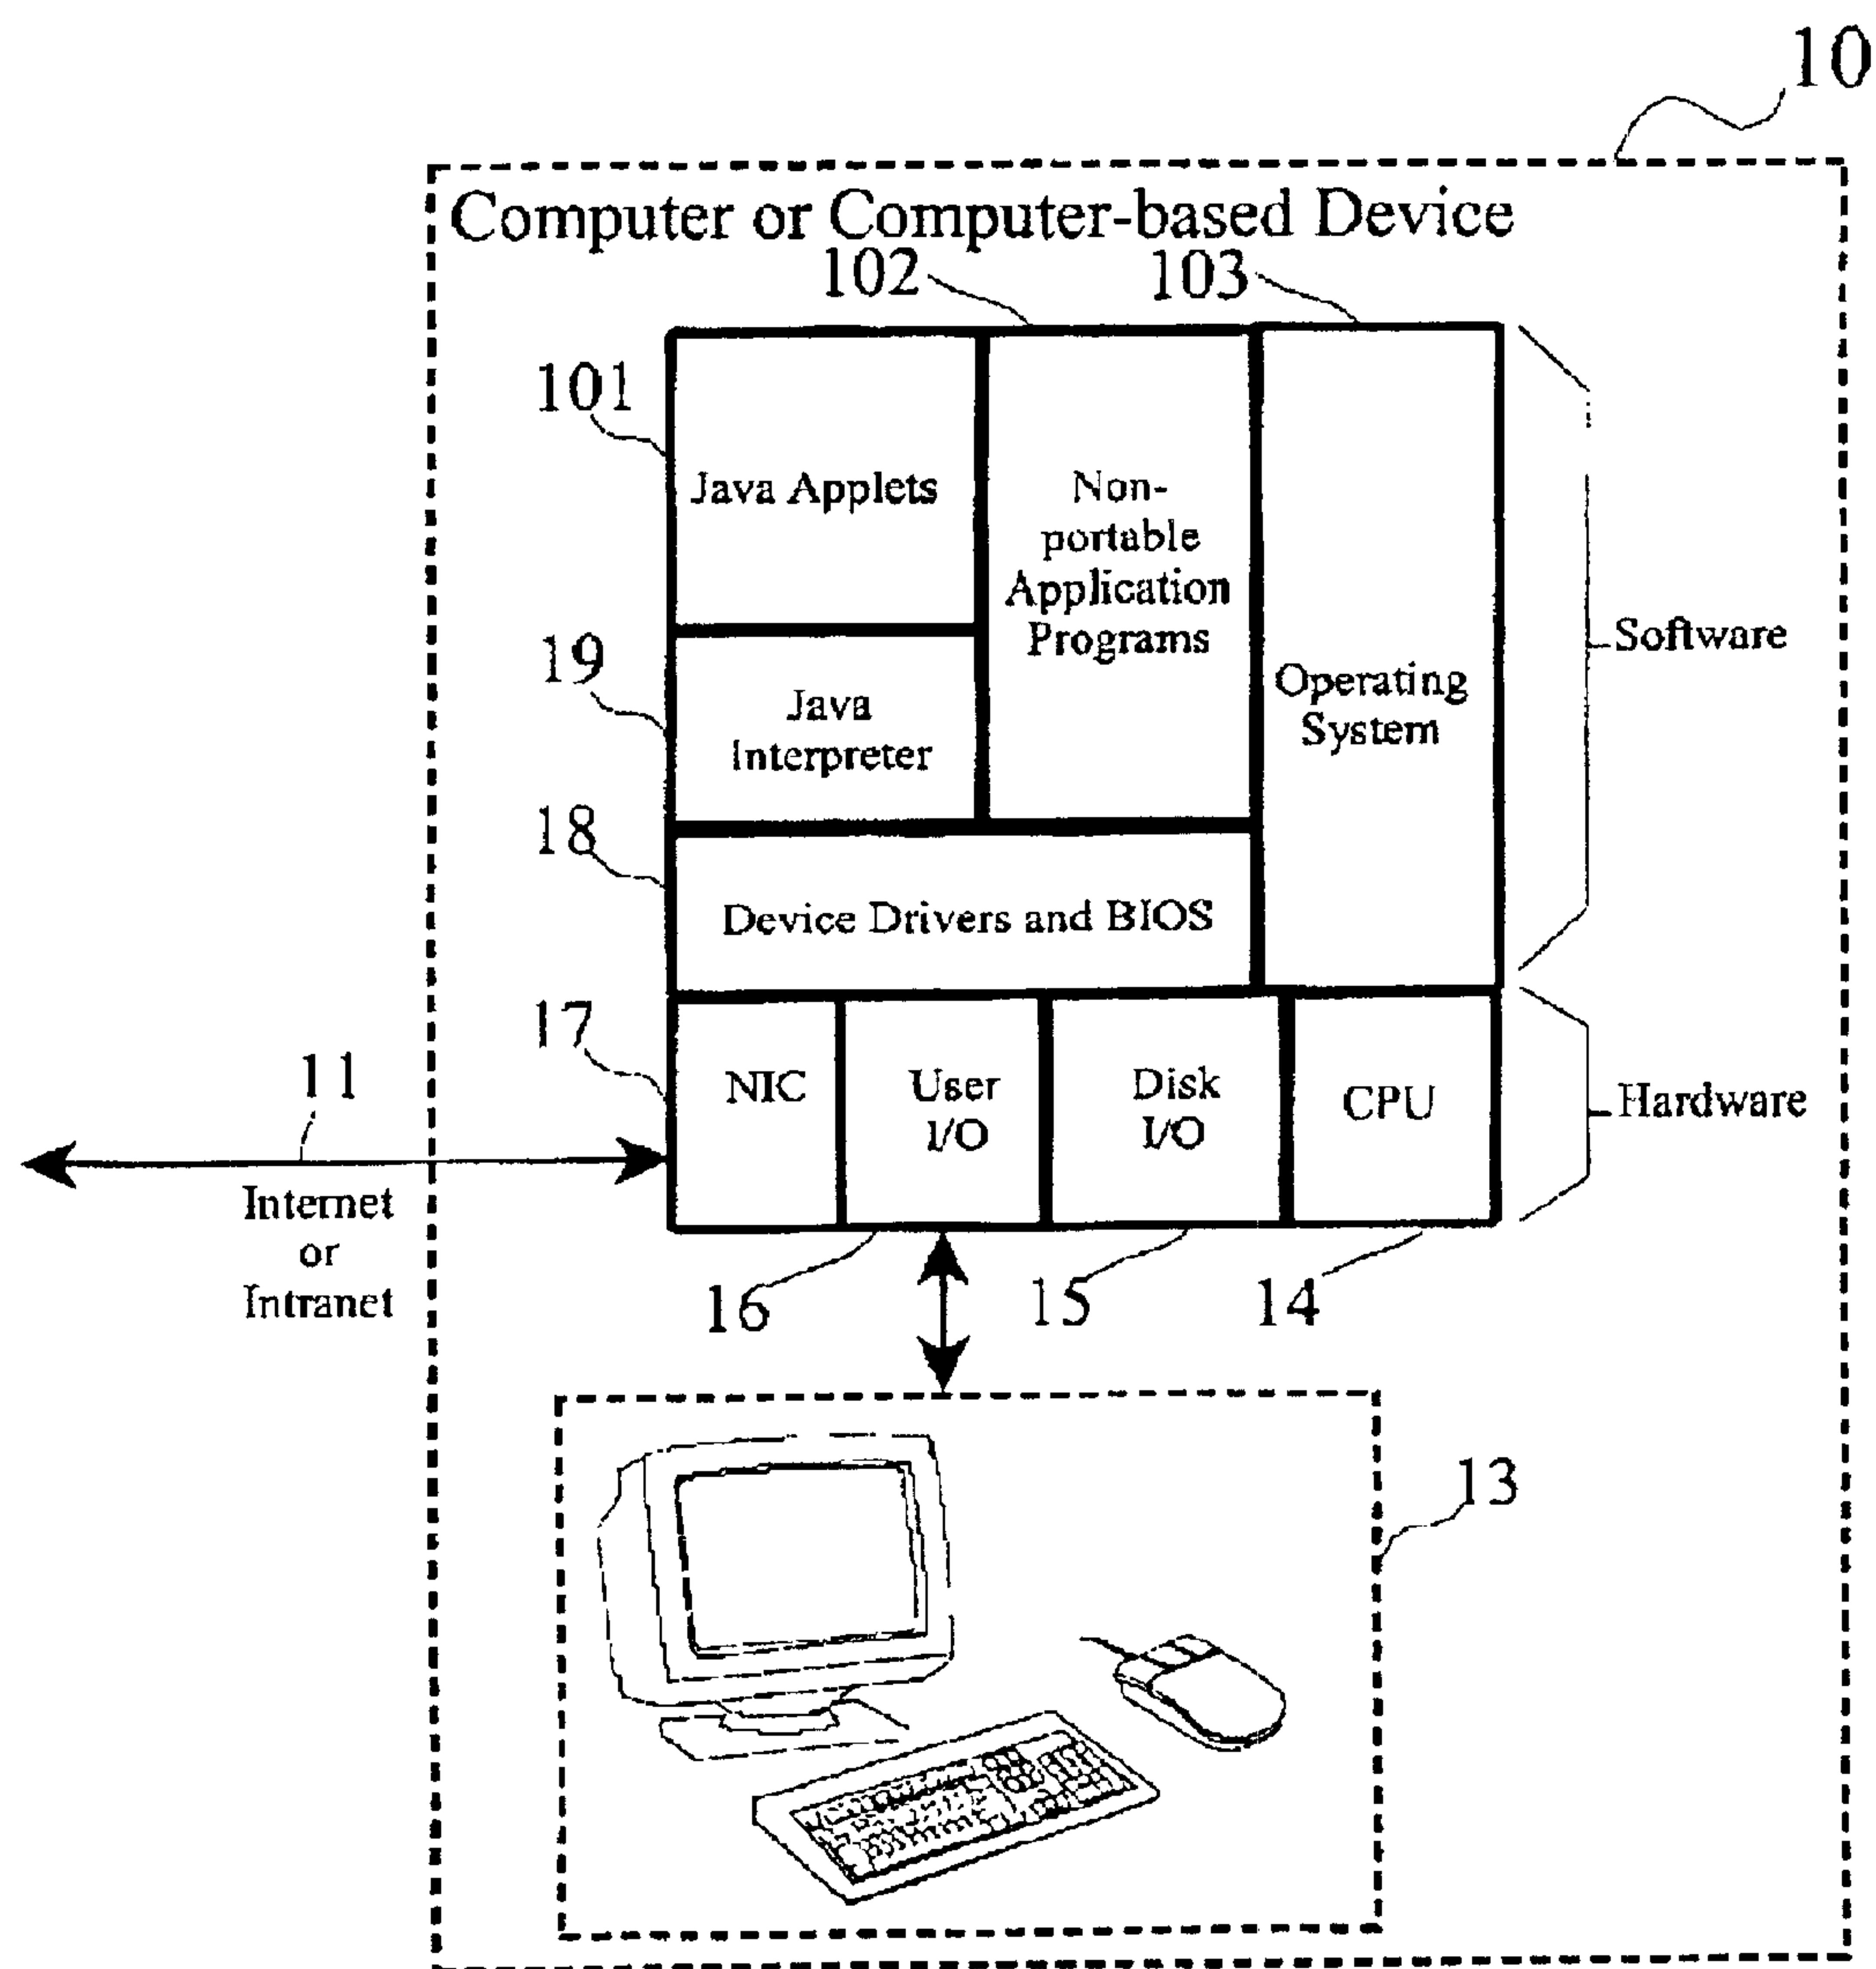 10
Computer or Computer-based Device
102
103
101
Java Applets
Non-
portable
Application
Programs
Operating
System
Software
19
Java
Interpreter
18
Device Drivers and BIOS
17
NIC
User
I/O
Disk
I/O
CPU
Hardware
11
Internet
or
Intranet
16
15
14
13